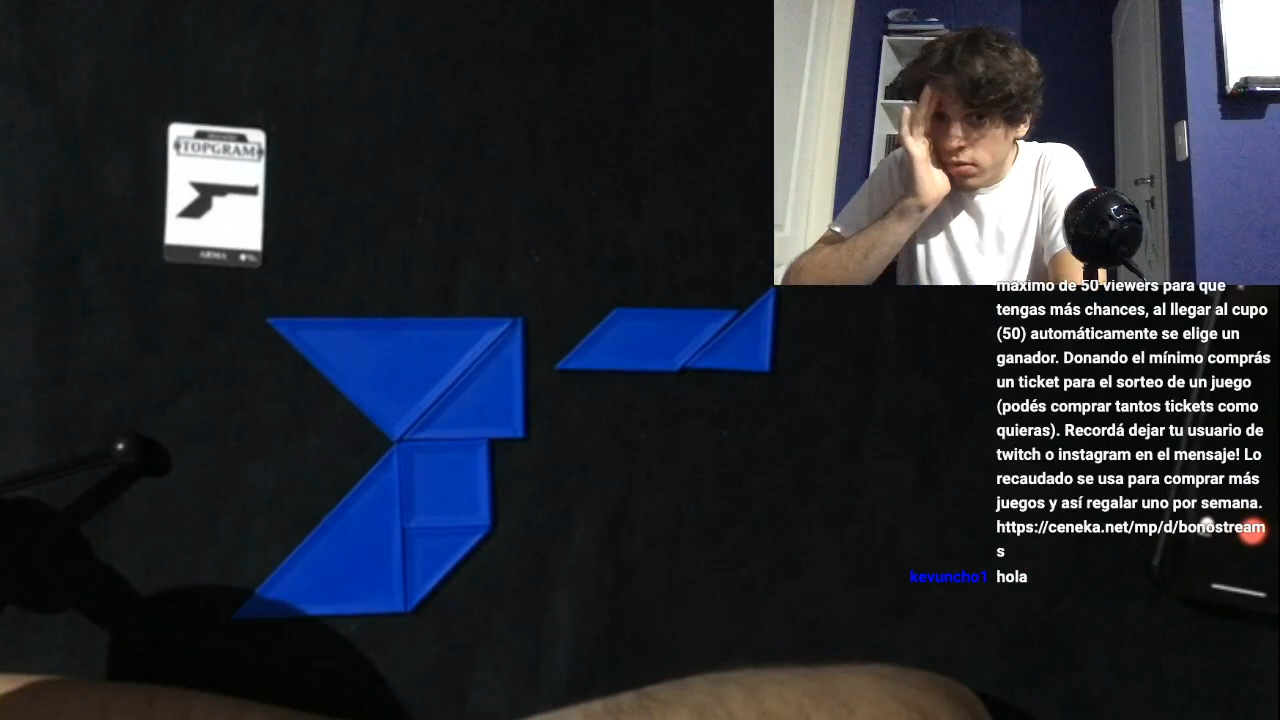 TOPGRAM
ARMA
máximo de 50 viewers para que
tengas más chances, al llegar al cupo
(50) automáticamente se elige un
ganador. Donando el mínimo comprás
un ticket para el sorteo de un juego
(podés comprar tantos tickets como
quieras). Recordá dejar tu usuario de
twitch o instagram en el mensaje! Lo
recaudado se usa para comprar más
juegos y así regalar uno por semana.
https://ceneka.net/mp/d/bonostream
s
kevuncho1 hola